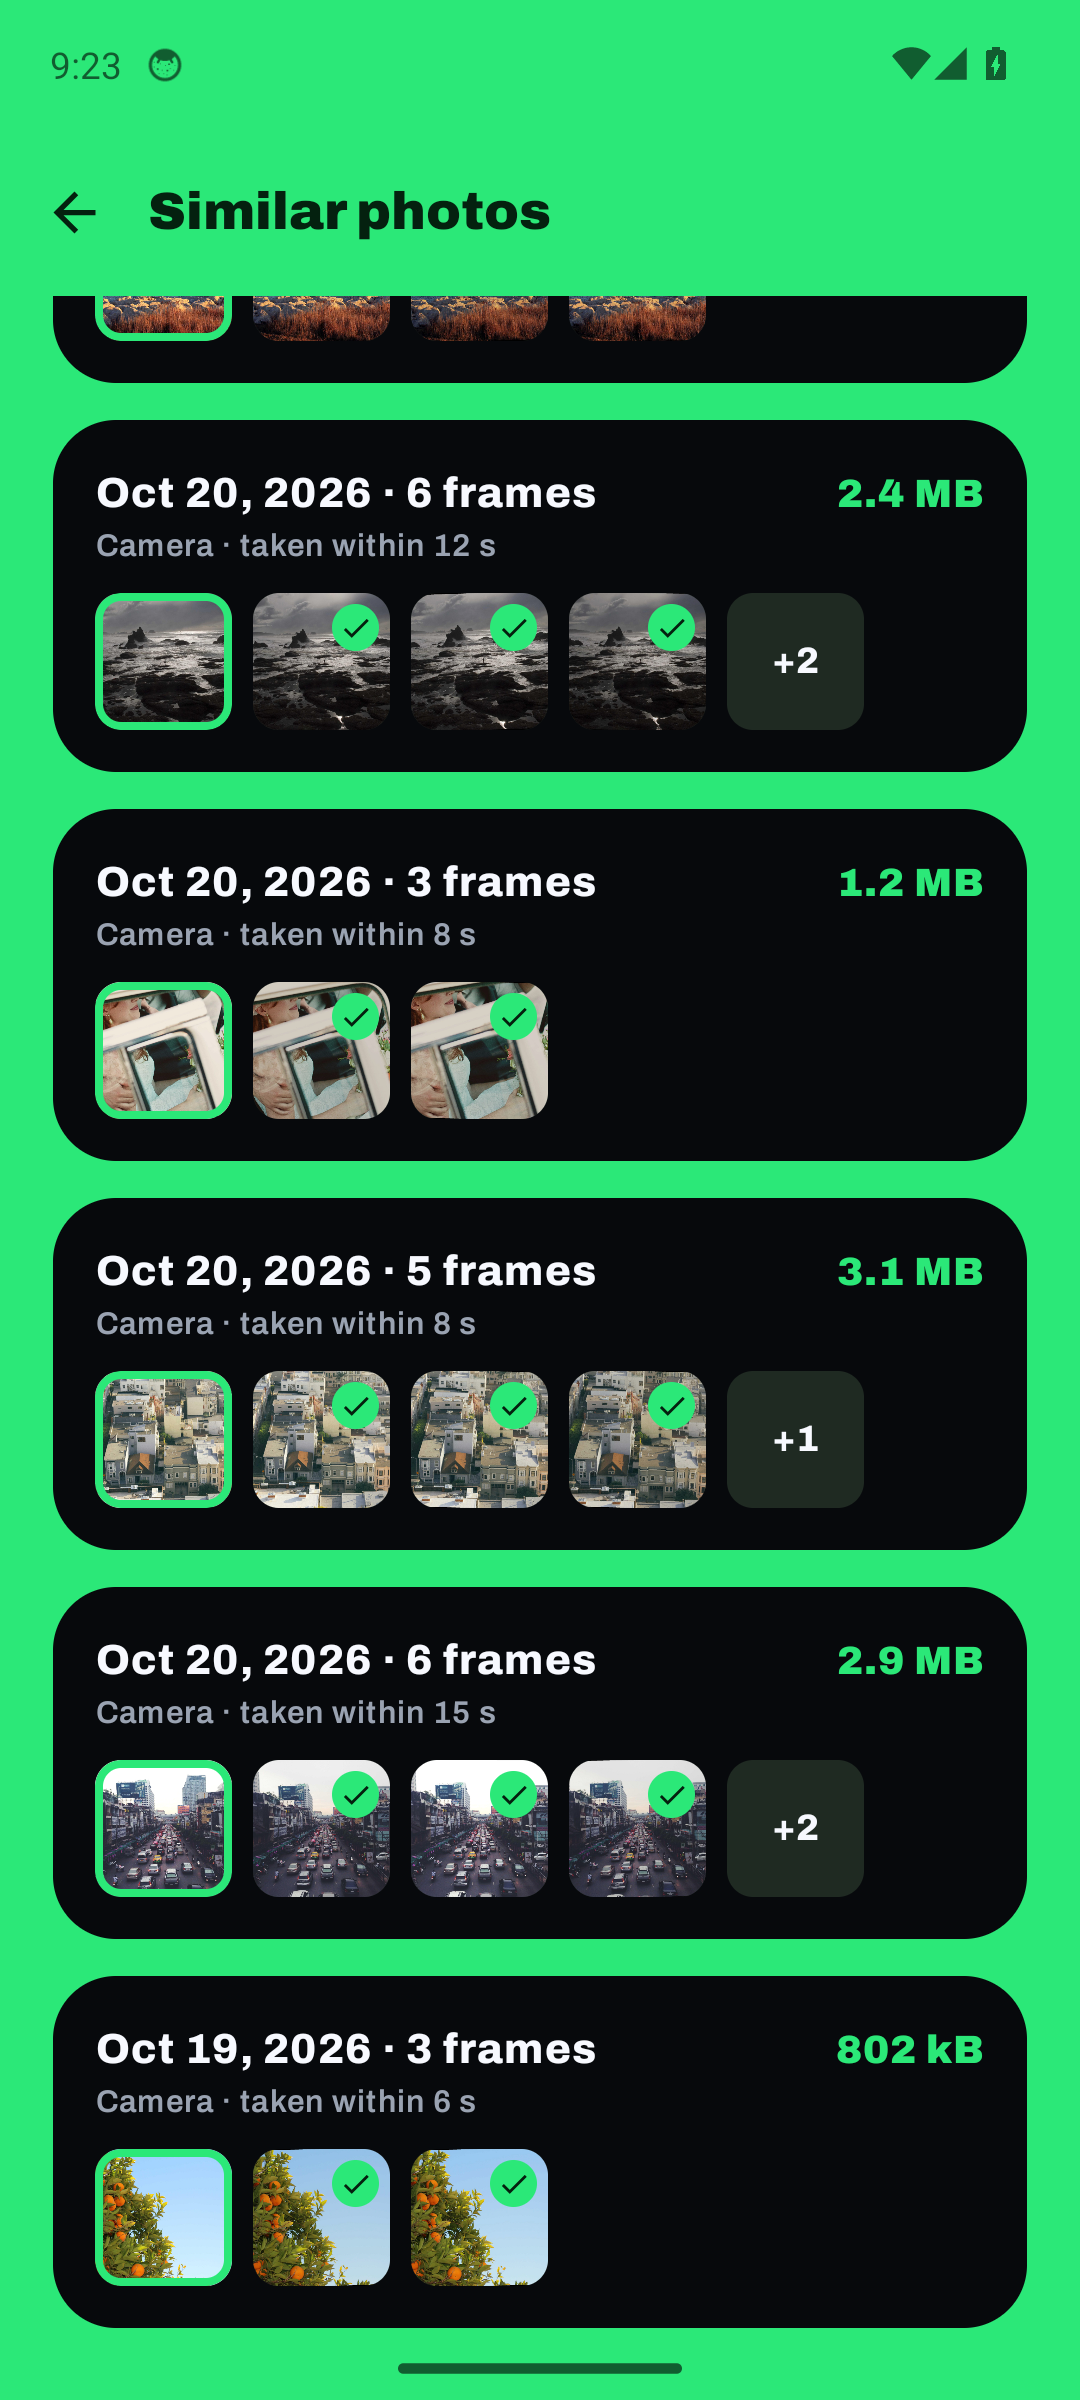 9:23
Similar photos
Oct 20, 2026 · 6 frames
2.4 MB
Camera · taken within 12 s
+2
Oct 20, 2026 · 3 frames
1.2 MB
Camera · taken within 8 s
Oct 20, 2026 · 5 frames
3.1 MB
Camera · taken within 8 s
+1
Oct 20, 2026 · 6 frames
2.9 MB
Camera · taken within 15 s
+2
Oct 19, 2026 · 3 frames
802 kB
Camera · taken within 6 s